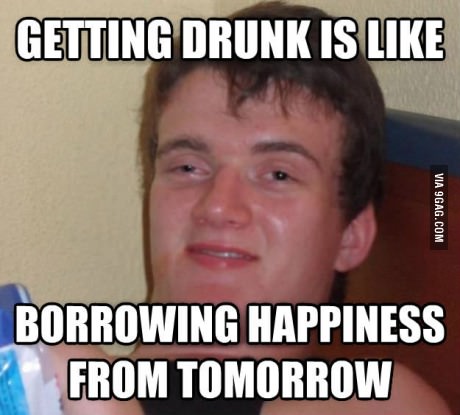 GETTING DRUNK IS LIKE
VIA 9GAG.COM
BORROWING HAPPINESS
FROM TOMORROW